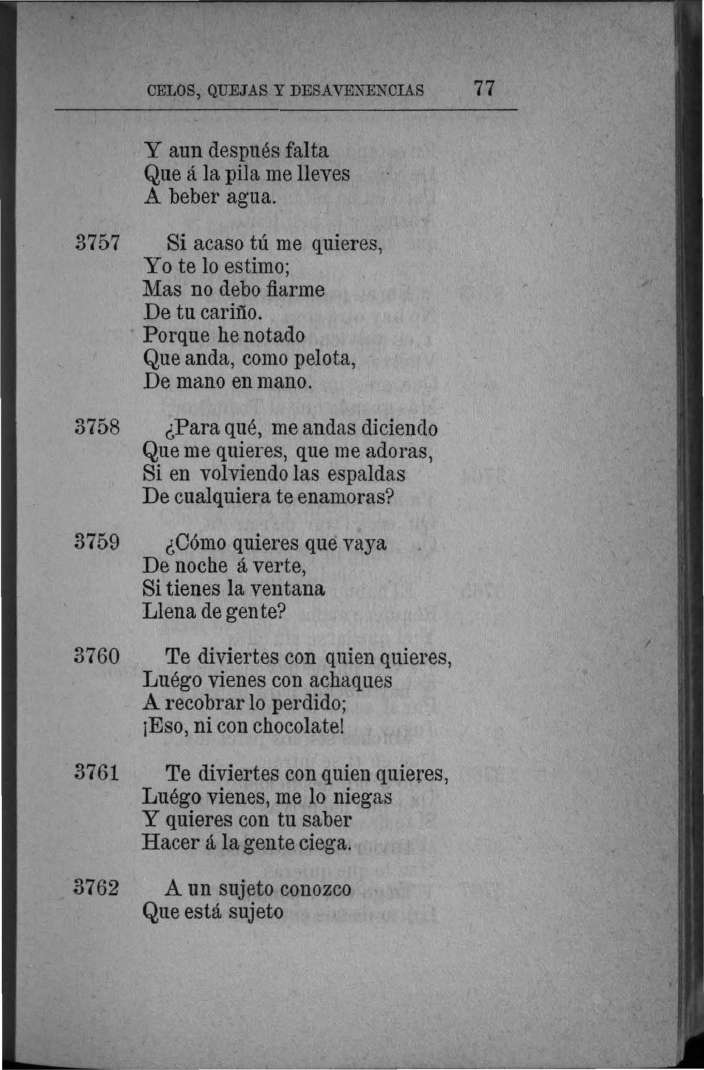 CELOS, QUEJAS Y DESAVENENCIAS 77
Y aun después falta
Que á la pila me lleves
A beber agua.
3757 Si acaso tú me quieres,
Yo te lo estimo;
Mas no debo fiarme
De tu cariño.
Porque he notado
Que anda, como pelota,
De mano en mano.
3758 ¿Para qué, me andas diciendo
Que me quieres, que me adoras,
Si en volviendo las espaldas
De cualquiera te enamoras?
3759 ¿Cómo quieres que vaya
De noche á verte,
Si tienes la ventana
Llena de gente?
3760 Te diviertes con quien quieres,
Luégo vienes con achaques
A recobrar lo perdido;
¡Eso, ni con chocolate!
3761 Te diviertes con quien quieres,
Luégo vienes, me lo niegas
Y quieres con tu saber
Hacer á la gente ciega.
3762 A un sujeto conozco
Que está sujeto